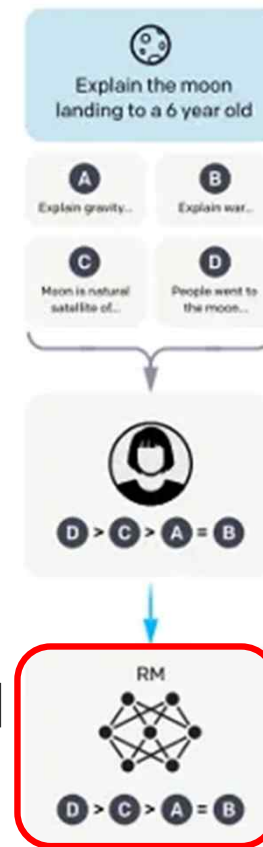 Explain the moon
landing to a 6 year old
A
B
Explain gravity...
Explain war...
C
D
Moon is natural
satellite of...
People went to
the moon...
D > C > A = B
RM
D > C > A = B